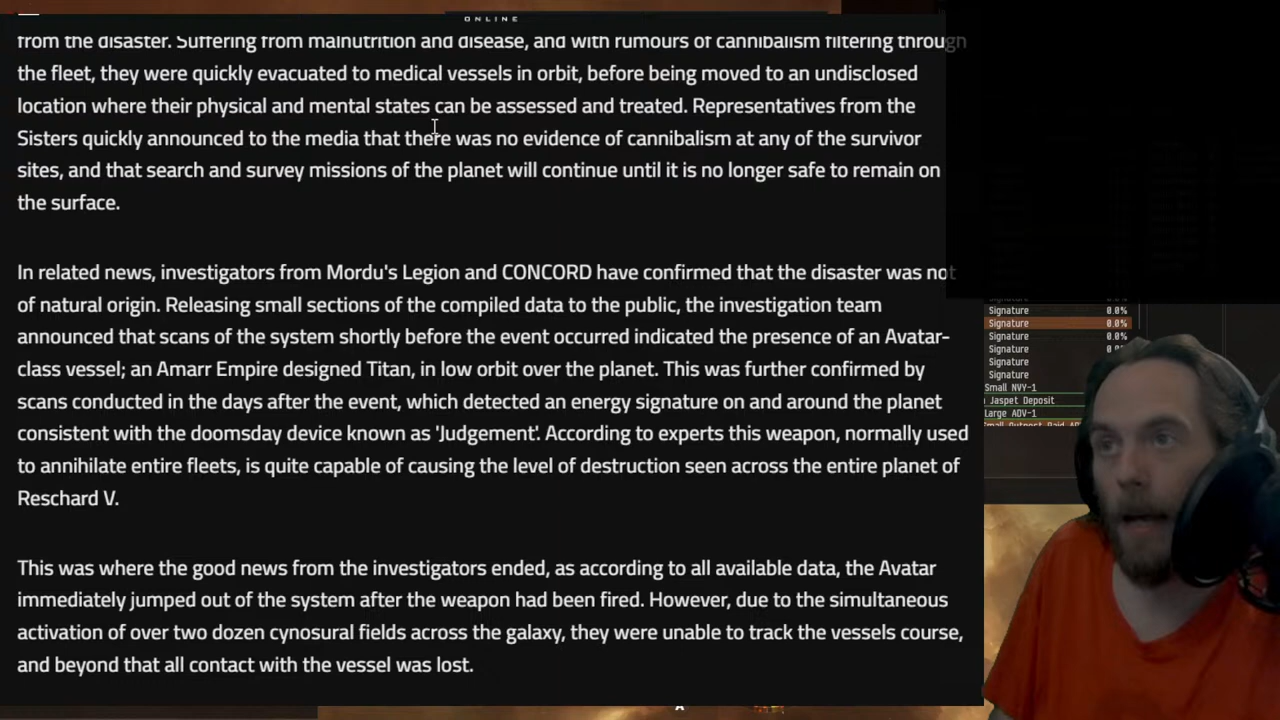 ONLINE
from the disaster. Suffering from malnutrition and disease, and with rumours of cannibalism filtering through
the fleet, they were quickly evacuated to medical vessels in orbit, before being moved to an undisclosed
location where their physical and mental states can be assessed and treated. Representatives from the
Sisters quickly announced to the media that there was no evidence of cannibalism at any of the survivor
sites, and that search and survey missions of the planet will continue until it is no longer safe to remain on
the surface.
In related news, investigators from Mordu's Legion and CONCORD have confirmed that the disaster was not
of natural origin. Releasing small sections of the compiled data to the public, the investigation team
announced that scans of the system shortly before the event occurred indicated the presence of an Avatar-
class vessel; an Amarr Empire designed Titan, in low orbit over the planet. This was further confirmed by
scans conducted in the days after the event, which detected an energy signature on and around the planet
consistent with the doomsday device known as 'Judgement'. According to experts this weapon, normally used
to annihilate entire fleets, is quite capable of causing the level of destruction seen across the entire planet of
Reschard V.
This was where the good news from the investigators ended, as according to all available data, the Avatar
immediately jumped out of the system after the weapon had been fired. However, due to the simultaneous
activation of over two dozen cynosural fields across the galaxy, they were unable to track the vessels course,
and beyond that all contact with the vessel was lost.
Signature 0.0%
Signature 0.0%
Signature 0.0%
Signature
Signature
Signature
Small NVY-1
Jaspet Deposit
Large ADV-1
Small Outpost Raid